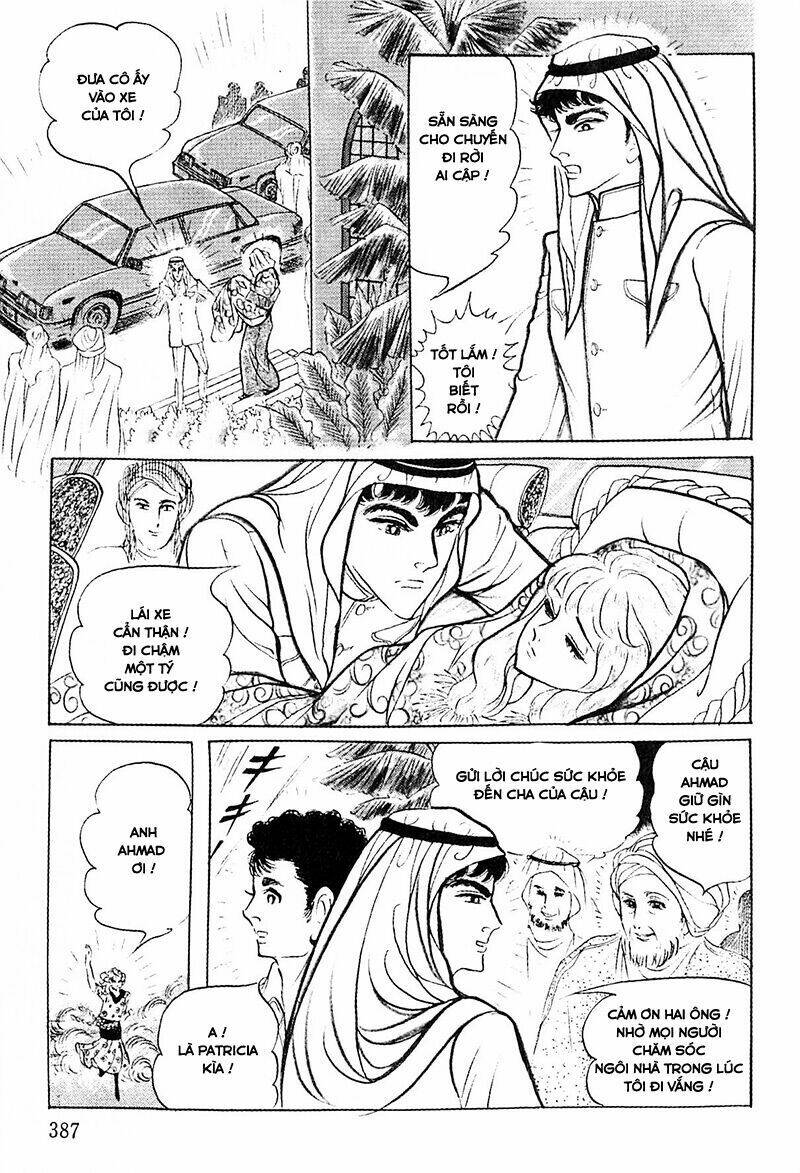 ĐƯA CÔ ẤY
VÀO XE
CỦA TÔI !
SẴN SÀNG
CHO CHUYẾN
ĐI RỜI
AI CẬP !
TỐT LẮM !
TÔI
BIẾT
RỒI !
LÁI XE
CẨN THẬN !
ĐI CHẬM
MỘT TÝ
CŨNG ĐƯỢC !
ANH
AHMAD
ƠI !
GỬI LỜI CHÚC SỨC KHỎE
ĐẾN CHA CỦA CẬU !
CẬU
AHMAD
GIỮ GÌN
SỨC KHỎE
NHÉ !
A !
LÀ PATRICIA
KÌA !
CẢM ƠN HAI ÔNG !
NHỜ MỌI NGƯỜI
CHĂM SÓC
NGÔI NHÀ TRONG LÚC
TÔI ĐI VẮNG !
387